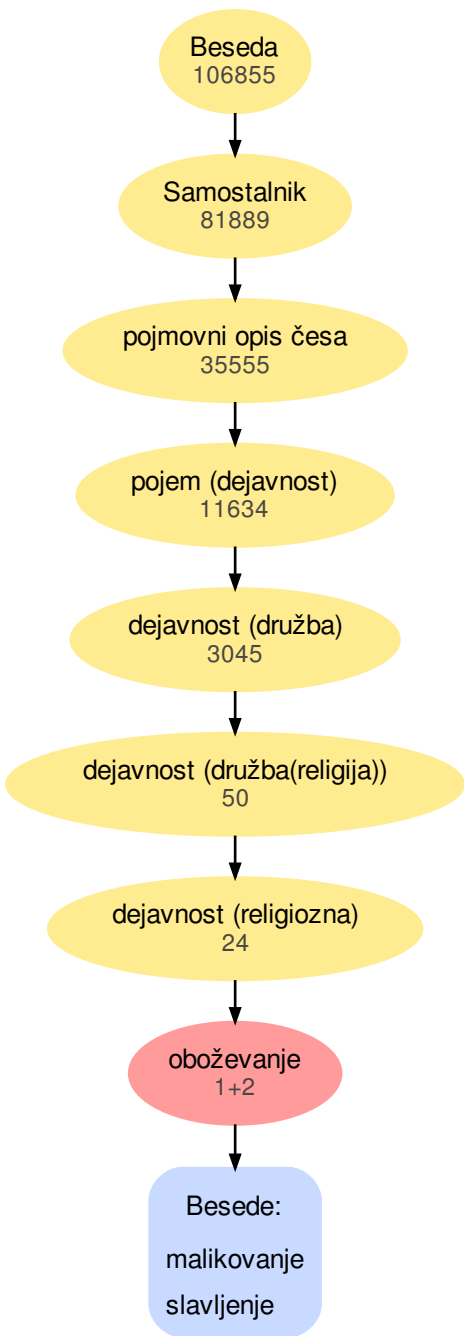 Beseda
106855
Samostalnik
81889
pojmovni opis česa
35555
pojem (dejavnost)
11634
dejavnost (družba)
3045
dejavnost (družba(religija))
50
dejavnost (religiozna)
24
oboževanje
1+2
Besede:
malikovanje
slavljenje